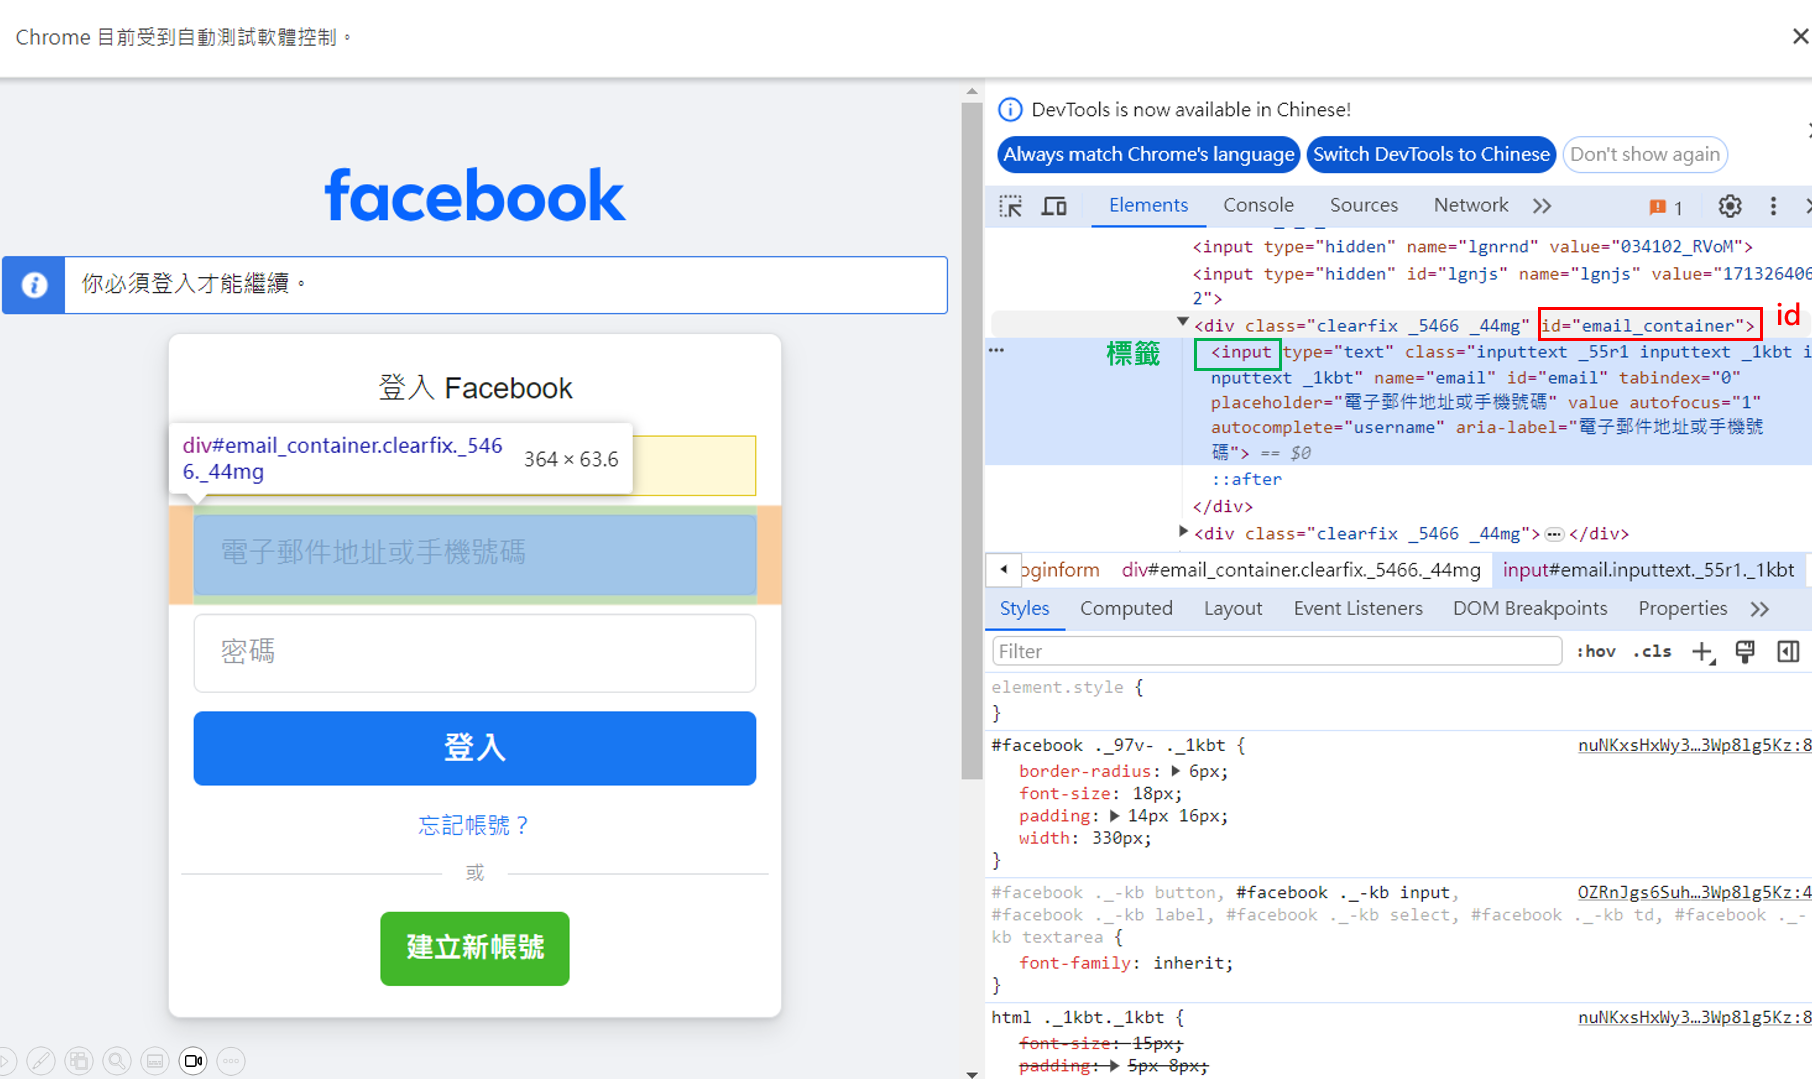 Chrome 目前受到自動測試軟體控制。
facebook
你必須登入才能繼續。
登入 Facebook
div#email_container.clearfix._546
6._44mg
364 × 63.6
電子郵件地址或手機號碼
密碼
登入
忘記帳號？
或
建立新帳號
DevTools is now available in Chinese!
Always match Chrome's language
Switch DevTools to Chinese
Don't show again
Elements
Console
Sources
Network
1
<input type="hidden" name="lgnrnd" value="034102_RVoM">
<input type="hidden" id="lgnjs" name="lgnjs" value="171326406
2">
<div class="clearfix _5466 _44mg" id="email_container">
id
標籤
<input type="text" class="inputtext _55r1 inputtext _1kbt i
nputtext _1kbt" name="email" id="email" tabindex="0"
placeholder="電子郵件地址或手機號碼" value autofocus="1"
autocomplete="username" aria-label="電子郵件地址或手機號
碼"> == $0
::after
</div>
<div class="clearfix _5466 _44mg">…</div>
oginform
div#email_container.clearfix._5466._44mg
input#email.inputtext._55r1._1kbt
Styles
Computed
Layout
Event Listeners
DOM Breakpoints
Properties
Filter
:hov
.cls
element.style {
}
#facebook ._97v- ._1kbt {
nuNKxsHxWy3…3Wp8lg5Kz:8
border-radius: 6px;
font-size: 18px;
padding: 14px 16px;
width: 330px;
}
#facebook ._-kb button, #facebook ._-kb input,
OZRnJgs6Suh…3Wp8lg5Kz:4
#facebook ._-kb label, #facebook ._-kb select, #facebook ._-kb td, #facebook ._-
kb textarea {
font-family: inherit;
}
html ._1kbt._1kbt {
nuNKxsHxWy3…3Wp8lg5Kz:8
font-size: 15px;
padding: 5px 8px;